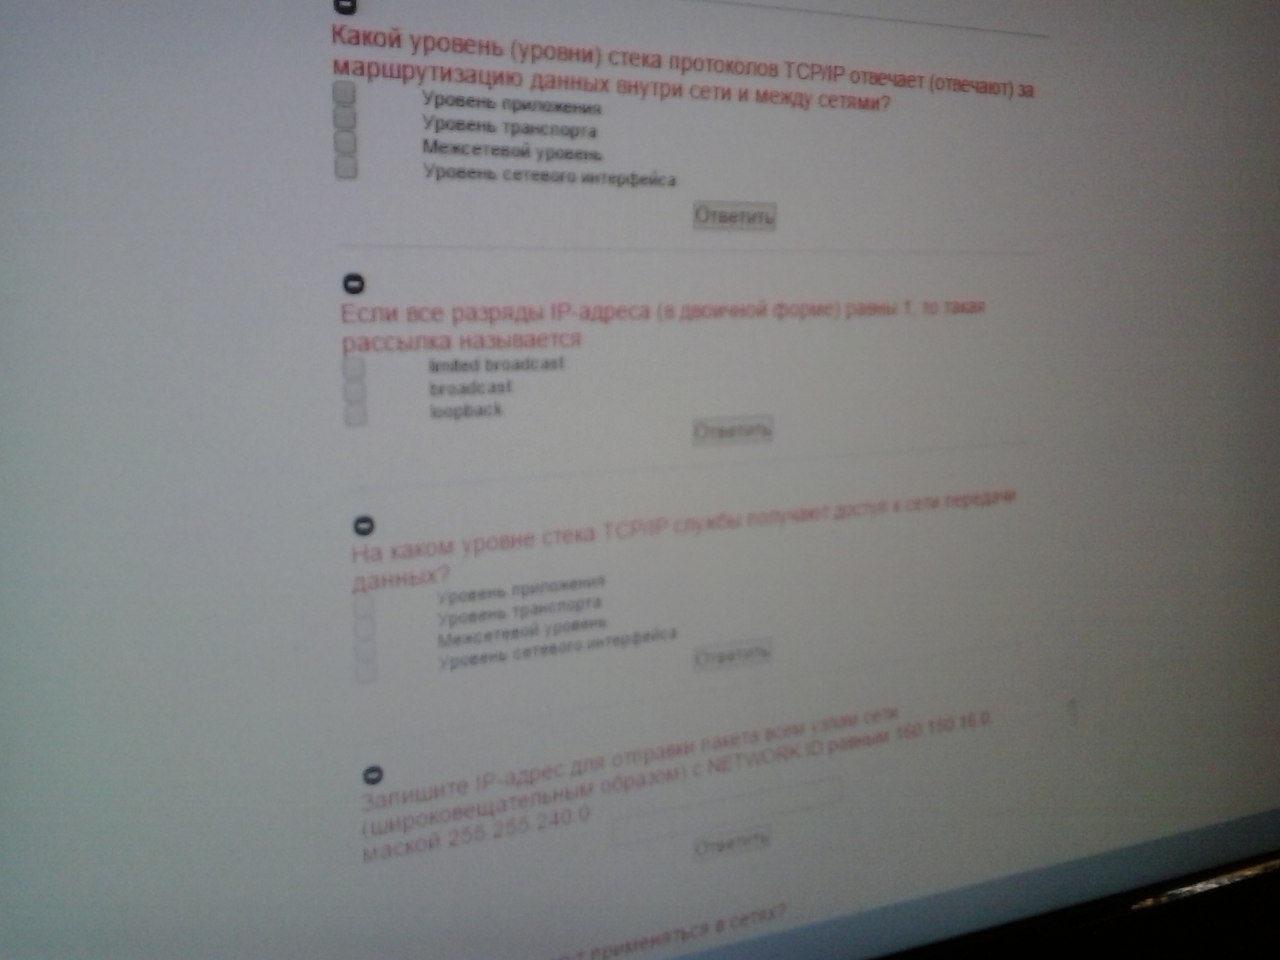 Какой уровень (уровни) стека протоколов TCP/IP отвечает (отвечают) за
маршрутизацию данных внутри сети и между сетями?
Уровень приложения
Уровень транспорта
Межсетевой уровень
Уровень сетевого интерфейса
Ответить
Если все разряды IP-адреса (в двоичной форме) равны 1, то такая
рассылка называется
limited broadcast
broadcast
loopback
Ответить
На каком уровне стека TCP/IP службы получают доступ к сети передачи
данных?
Уровень приложения
Уровень транспорта
Межсетевой уровень
Уровень сетевого интерфейса
Ответить
Запишите IP-адрес для отправки пакета всем узлам сети
(широковещательным образом) с NETWORK ID равным 160.150.16.0,
маской 255.255.240.0
Ответить
применяться в сетях?